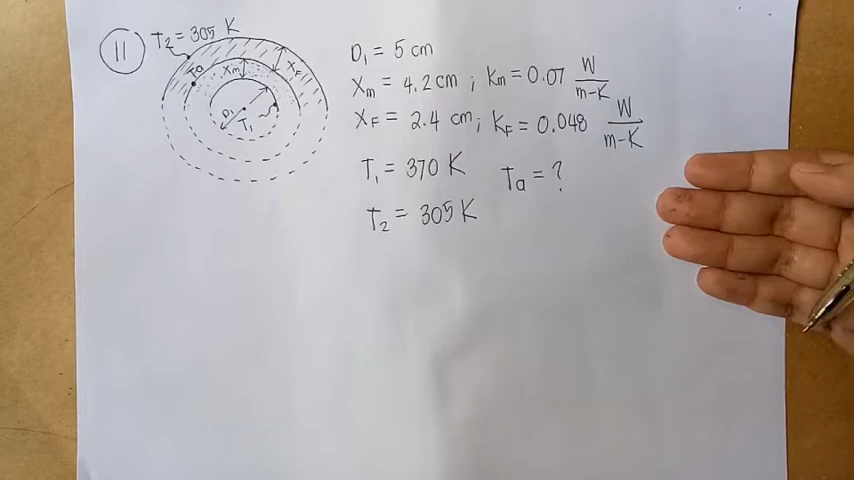 11 T₂ = 305 K
Ta Xm XF
D₁ T₁
D₁ = 5 cm
Xm = 4.2 cm ; Km = 0.07 W/m-K
XF = 2.4 cm ; KF = 0.048 W/m-K
T₁ = 370 K Ta = ?
T₂ = 305 K